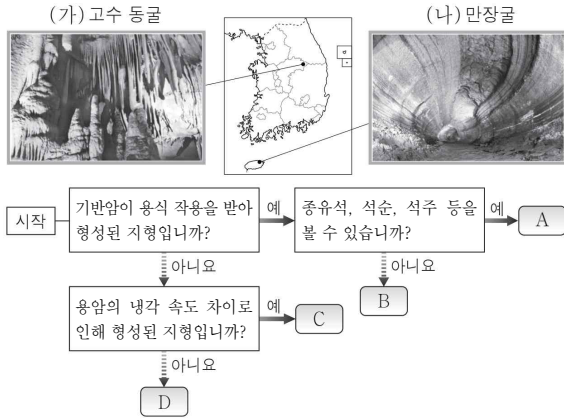 (가) 고수 동굴
(나) 만장굴
시작
기반암이 용식 작용을 받아
형성된 지형입니까?
예
종유석, 석순, 석주 등을
볼 수 있습니까?
예
A
아니요
아니요
B
용암의 냉각 속도 차이로
인해 형성된 지형입니까?
예
C
아니요
D